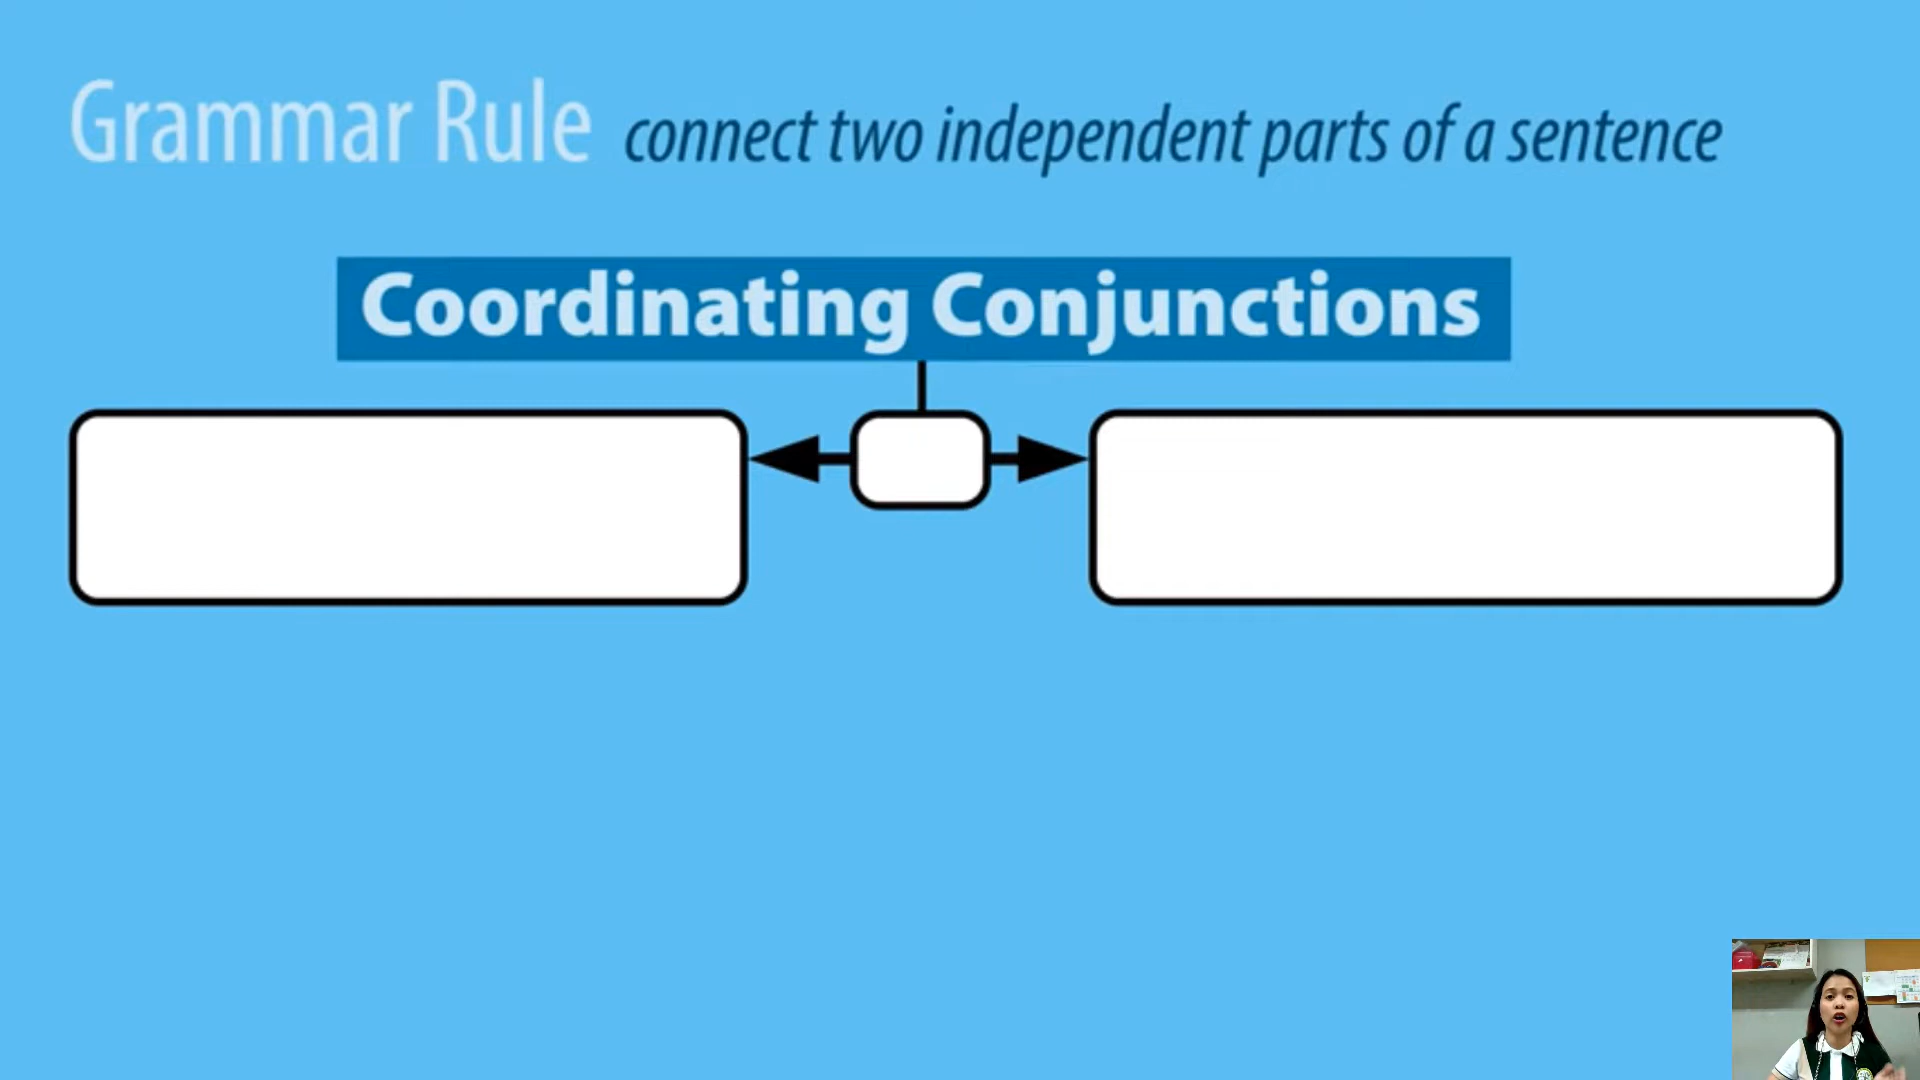 Grammar Rule connect two independent parts of a sentence
Coordinating Conjunctions